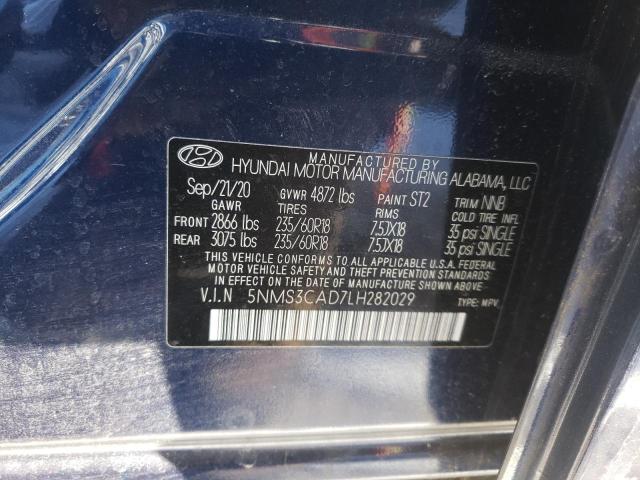 MANUFACTURED BY
HYUNDAI MOTOR MANUFACTURING ALABAMA, LLC
Sep/21/20 GVWR 4872 lbs PAINT ST2 TRIM NNB
GAWR TIRES RIMS COLD TIRE INFL
FRONT 2866 lbs 235/60R18 7.5JX18 35 psi SINGLE
REAR 3075 lbs 235/60R18 7.5JX18 35 psi SINGLE
THIS VEHICLE CONFORMS TO ALL APPLICABLE U.S.A. FEDERAL
MOTOR VEHICLE SAFETY, BUMPER, AND THEFT PREVENTION STANDARDS
IN EFFECT ON THE DATE OF MANUFACTURE SHOWN ABOVE.
V.I.N 5NMS3CAD7LH282029 TYPE: MPV